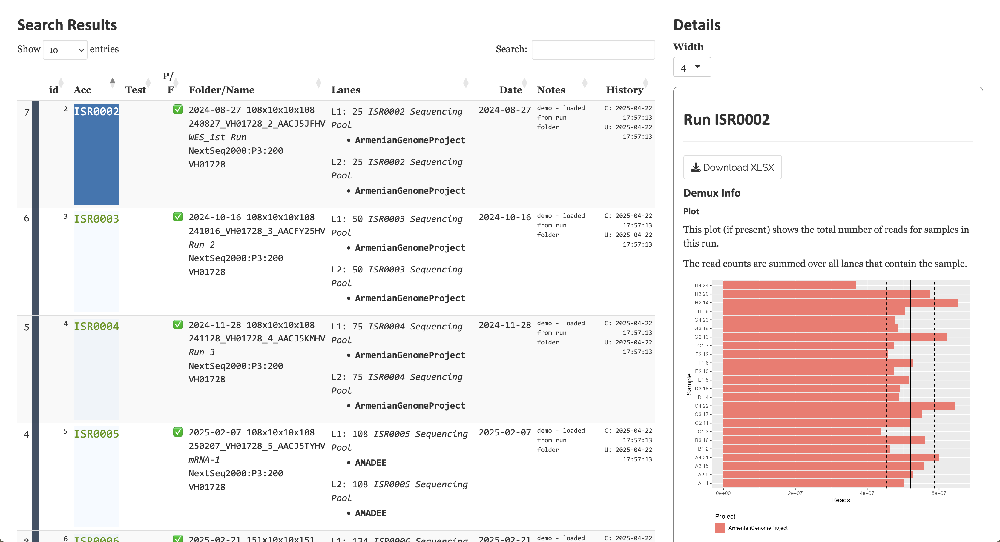 Search Results
Show 10 entries
Search:
id Acc Test P/F Folder/Name Lanes Date Notes History
7
2
ISR0002
✅
2024-08-27 108x10x10x108
240827_VH01728_2_AACJ5JFHV
WES_1st Run
NextSeq2000:P3:200
VH01728
L1: 25 ISR0002 Sequencing
Pool
• ArmenianGenomeProject
L2: 25 ISR0002 Sequencing
Pool
• ArmenianGenomeProject
2024-08-27
demo - loaded
from run
folder
C: 2025-04-22
17:57:13
U: 2025-04-22
17:57:13
6
3
ISR0003
✅
2024-10-16 108x10x10x108
241016_VH01728_3_AACFY25HV
Run 2
NextSeq2000:P3:200
VH01728
L1: 50 ISR0003 Sequencing
Pool
• ArmenianGenomeProject
L2: 50 ISR0003 Sequencing
Pool
• ArmenianGenomeProject
2024-10-16
demo - loaded
from run
folder
C: 2025-04-22
17:57:13
U: 2025-04-22
17:57:13
5
4
ISR0004
✅
2024-11-28 108x10x10x108
241128_VH01728_4_AACJ5KMHV
Run 3
NextSeq2000:P3:200
VH01728
L1: 75 ISR0004 Sequencing
Pool
• ArmenianGenomeProject
L2: 75 ISR0004 Sequencing
Pool
• ArmenianGenomeProject
2024-11-28
demo - loaded
from run
folder
C: 2025-04-22
17:57:13
U: 2025-04-22
17:57:13
4
5
ISR0005
✅
2025-02-07 108x10x10x108
250207_VH01728_5_AACJ5TYHV
mRNA-1
NextSeq2000:P3:200
VH01728
L1: 108 ISR0005 Sequencing
Pool
• AMADEE
L2: 108 ISR0005 Sequencing
Pool
• AMADEE
2025-02-07
demo - loaded
from run
folder
C: 2025-04-22
17:57:13
U: 2025-04-22
17:57:13
3
6
ISR0006
✅
2025-02-21 151x10x10x151
L1: 134 ISR0006 Sequencing
2025-02-21
demo - loaded
C: 2025-04-22
Details
Width
4
Run ISR0002
Download XLSX
Demux Info
Plot
This plot (if present) shows the total number of reads for samples in
this run.
The read counts are summed over all lanes that contain the sample.
Sample
H4 24
H3 20
H2 14
H1 8
G4 23
G3 19
G2 13
G1 7
F2 12
F1 6
E2 10
E1 5
D3 18
D1 4
C4 22
C3 17
C2 11
C1 3
B3 16
B1 2
A4 21
A3 15
A2 9
A1 1
0e+00 2e+07 4e+07 6e+07
Reads
Project
ArmenianGenomeProject